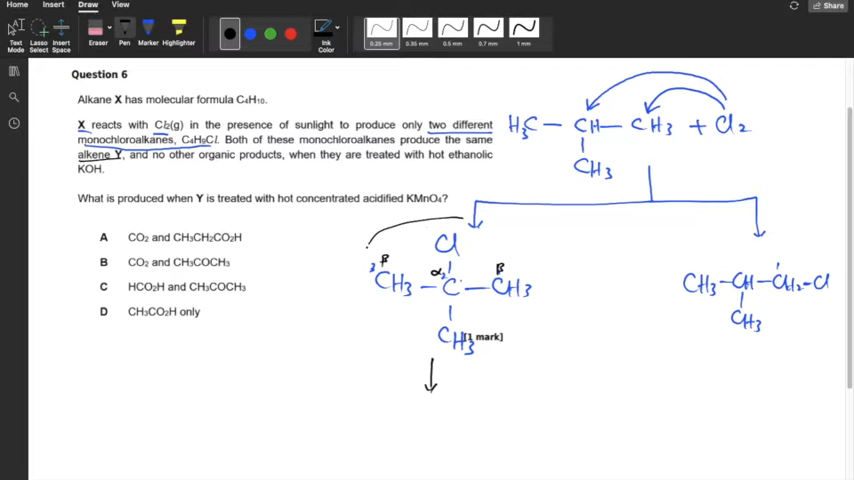 Home Insert Draw View Share
Text Mode
Lasso Select
Insert Space
Eraser
Pen
Marker
Highlighter
Ink Color
0.25 mm
0.35 mm
0.5 mm
0.7 mm
1 mm
Question 6
Alkane X has molecular formula C₄H₁₀.
X reacts with Cl₂(g) in the presence of sunlight to produce only two different
monochloroalkanes, C₄H₉Cl. Both of these monochloroalkanes produce the same
alkene Y, and no other organic products, when they are treated with hot ethanolic
KOH.
What is produced when Y is treated with hot concentrated acidified KMnO₄?
A CO₂ and CH₃CH₂CO₂H
B CO₂ and CH₃COCH₃
C HCO₂H and CH₃COCH₃
D CH₃CO₂H only
[1 mark]
H₃C — CH — CH₃ + Cl₂
CH₃
Cl
β α β
CH₃ — C — CH₃
CH₃
CH₃-CH-CH₂-Cl
CH₃